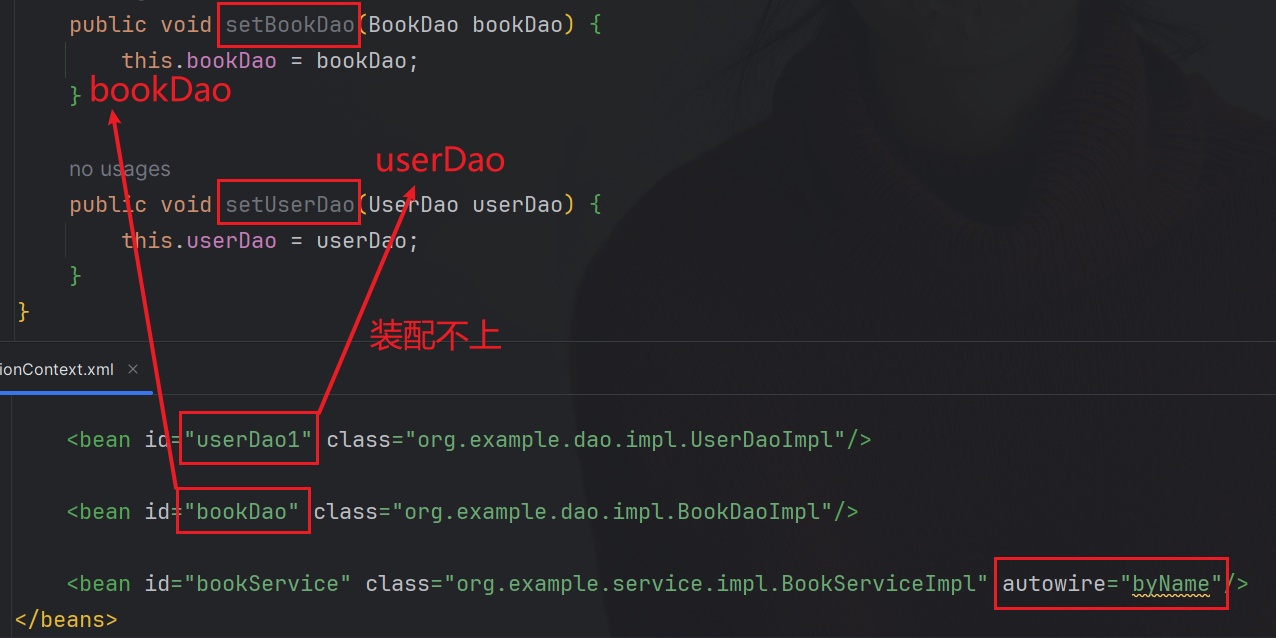 public void setBookDao(BookDao bookDao) {
this.bookDao = bookDao;
} bookDao
userDao
no usages
public void setUserDao(UserDao userDao) {
this.userDao = userDao;
}
}
装配不上
ionContext.xml ×
<bean id="userDao1" class="org.example.dao.impl.UserDaoImpl"/>
<bean id="bookDao" class="org.example.dao.impl.BookDaoImpl"/>
<bean id="bookService" class="org.example.service.impl.BookServiceImpl" autowire="byName"/>
</beans>